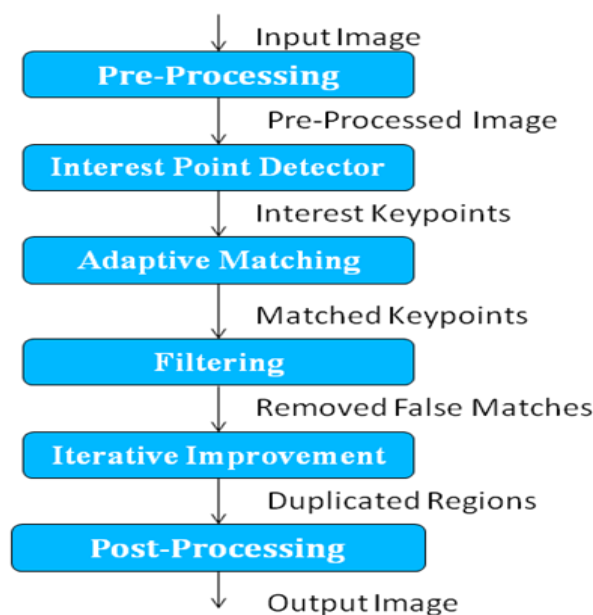 Input Image
Pre-Processing
Pre-Processed Image
Interest Point Detector
Interest Keypoints
Adaptive Matching
Matched Keypoints
Filtering
Removed False Matches
Iterative Improvement
Duplicated Regions
Post-Processing
Output Image